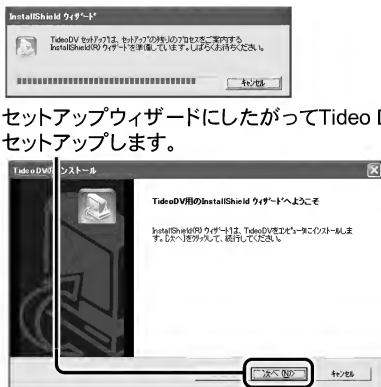 InstallShield ウィザード
TideoDV セットアップは、セットアップの残りのプロセスをご案内する
InstallShield(R) ウィザードを準備しています。しばらくお待ちください。
キャンセル
セットアップウィザードにしたがってTideo D
セットアップします。
TideoDV用のインストール
TideoDV用のInstallShield ウィザードへようこそ
InstallShield(R) ウィザードは、TideoDVをコンピュータにインストールしま
す。[次へ]をクリックして、続行してください。
次へ(N)>
キャンセル